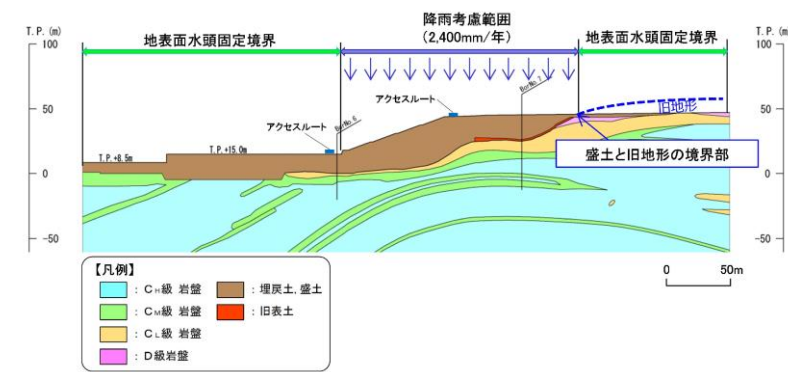 降雨考慮範囲
(2,400mm/年)
地表面水頭固定境界
地表面水頭固定境界
T.P.(m)
T.P.(m)
100
100
50
50
0
0
-50
-50
BorNo.7
旧地形
アクセスルート
BorNo.6
アクセスルート
盛土と旧地形の境界部
T.P.+15.0m
T.P.+8.5m
0 50m
【凡例】
:CH級 岩盤 :埋戻土,盛土
:CM級 岩盤 :旧表土
:CL級 岩盤
:D級岩盤